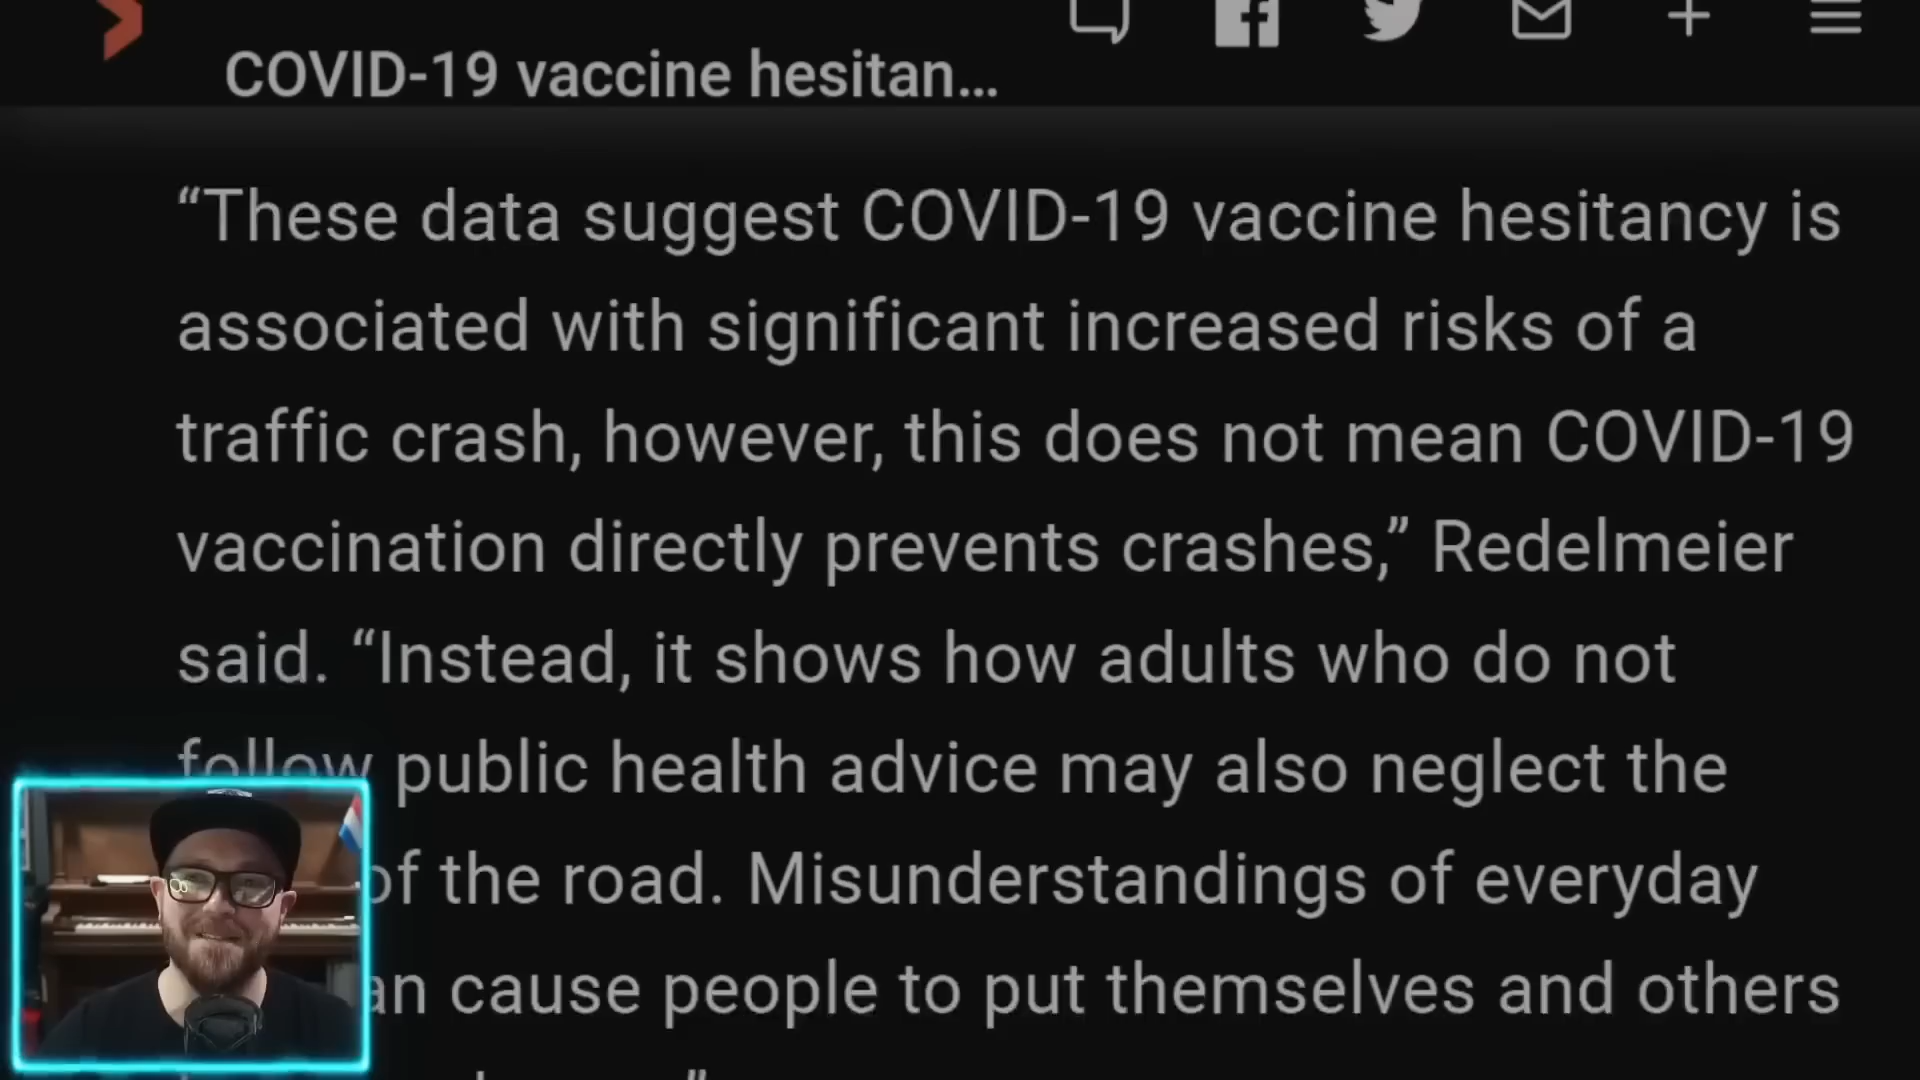 COVID-19 vaccine hesitan...
“These data suggest COVID-19 vaccine hesitancy is
associated with significant increased risks of a
traffic crash, however, this does not mean COVID-19
vaccination directly prevents crashes,” Redelmeier
said. “Instead, it shows how adults who do not
follow public health advice may also neglect the
of the road. Misunderstandings of everyday
an cause people to put themselves and others